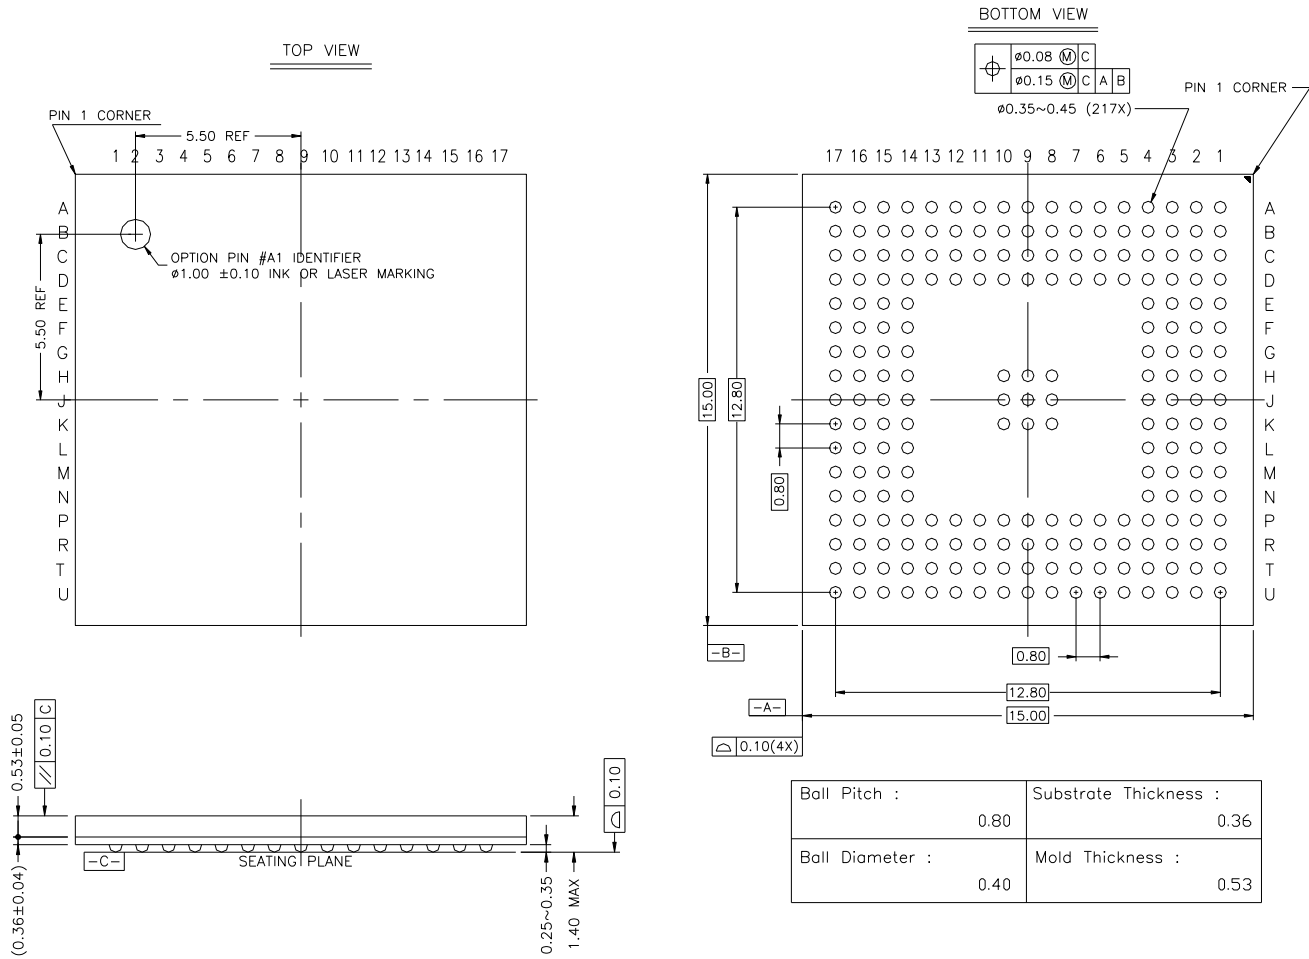 TOP VIEW
PIN 1 CORNER
5.50 REF
1 2 3 4 5 6 7 8 9 10 11 12 13 14 15 16 17
A
B
C
D
E
F
G
H
J
K
L
M
N
P
R
T
U
5.50 REF
OPTION PIN #A1 IDENTIFIER
ø1.00 ±0.10 INK OR LASER MARKING
BOTTOM VIEW
ø0.08 Ⓜ C
ø0.15 Ⓜ C A B
ø0.35~0.45 (217X)
PIN 1 CORNER
17 16 15 14 13 12 11 10 9 8 7 6 5 4 3 2 1
A
B
C
D
E
F
G
H
J
K
L
M
N
P
R
T
U
15.00
12.80
0.80
-B-
0.80
12.80
-A-
15.00
0.10(4X)
0.53±0.05
// 0.10 C
(0.36±0.04)
-C-
SEATING PLANE
0.25~0.35
1.40 MAX
0.10
Ball Pitch :
0.80
Substrate Thickness :
0.36
Ball Diameter :
0.40
Mold Thickness :
0.53